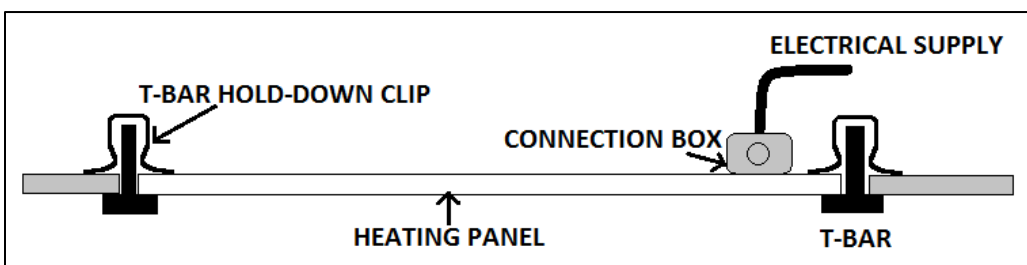 ELECTRICAL SUPPLY
T-BAR HOLD-DOWN CLIP
CONNECTION BOX
HEATING PANEL
T-BAR